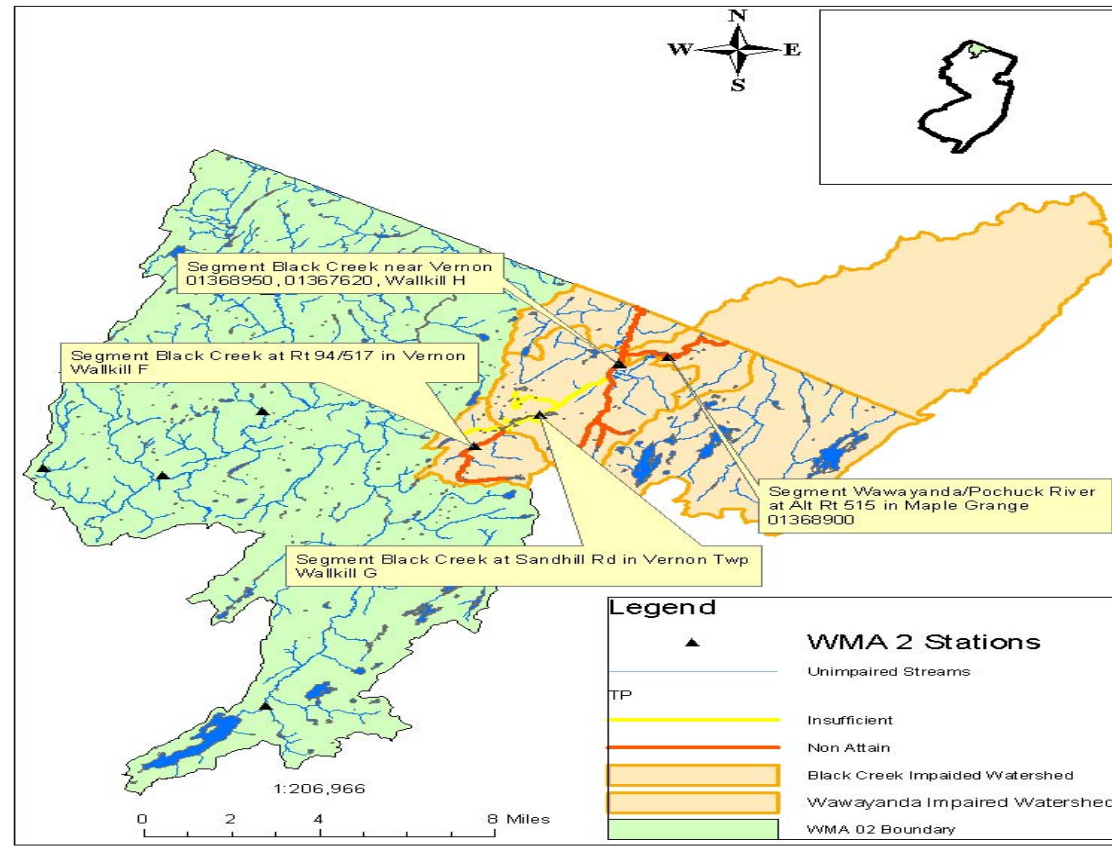 N
W E
S
Segment Black Creek near Vernon
01368950, 01367620, Wallkill H
Segment Black Creek at Rt 94/517 in Vernon
Wallkill F
Segment Wawayanda/Pochuck River
at Alt Rt 515 in Maple Grange
01368900
Segment Black Creek at Sandhill Rd in Vernon Twp
Wallkill G
1:206,966
0 2 4 8 Miles
Legend
WMA 2 Stations
Unimpaired Streams
TP
Insufficient
Non Attain
Black Creek Impaided Watershed
Wawayanda Impaired Watershed
WMA 02 Boundary